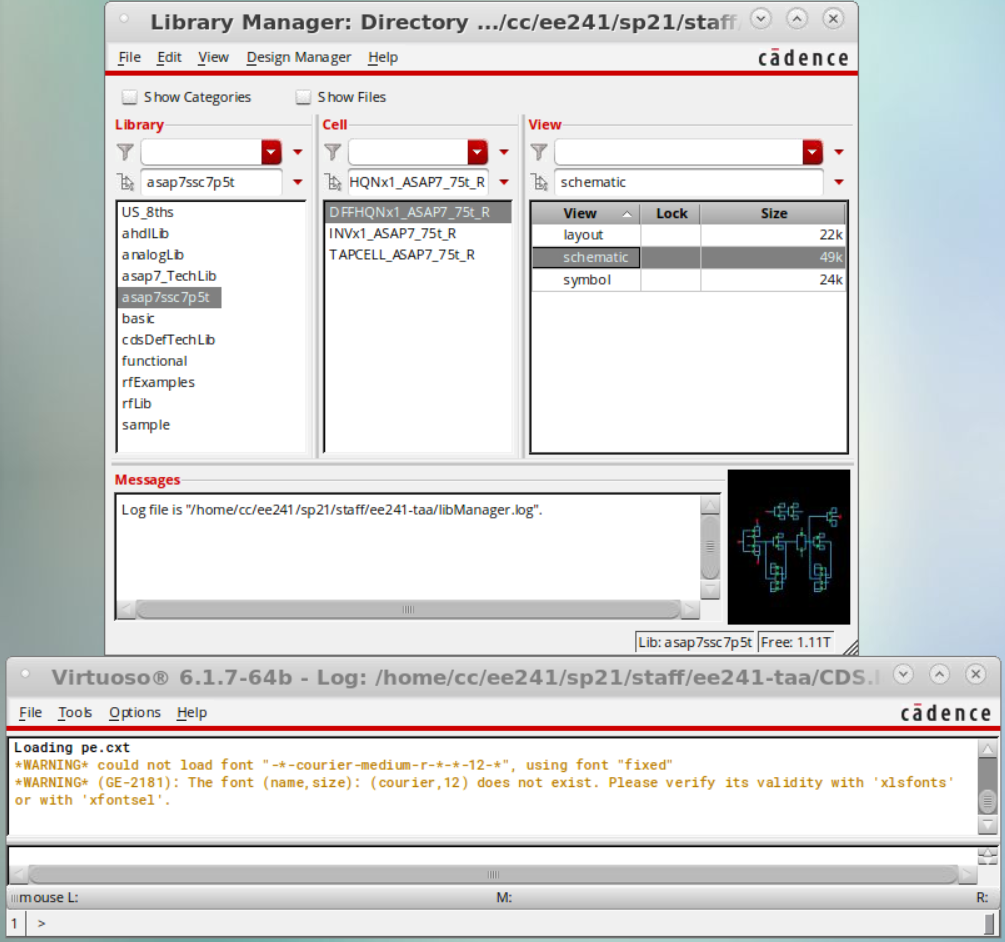 Library Manager: Directory .../cc/ee241/sp21/staff
File Edit View Design Manager Help
cādence
Show Categories Show Files
Library
asap7ssc7p5t
US_8ths
ahdlLib
analogLib
asap7_TechLib
asap7ssc7p5t
basic
cdsDefTechLib
functional
rfExamples
rfLib
sample
Cell
HQNx1_ASAP7_75t_R
DFFHQNx1_ASAP7_75t_R
INVx1_ASAP7_75t_R
TAPCELL_ASAP7_75t_R
View
schematic
View Lock Size
layout 22k
schematic 49k
symbol 24k
Messages
Log file is "/home/cc/ee241/sp21/staff/ee241-taa/libManager.log".
Lib: asap7ssc7p5t Free: 1.11T
Virtuoso® 6.1.7-64b - Log: /home/cc/ee241/sp21/staff/ee241-taa/CDS.l
File Tools Options Help
cādence
Loading pe.cxt
*WARNING* could not load font "-*-courier-medium-r-*-*-12-*", using font "fixed"
*WARNING* (GE-2181): The font (name,size): (courier,12) does not exist. Please verify its validity with 'xlsfonts'
or with 'xfontsel'.
mouse L: M: R:
1 >